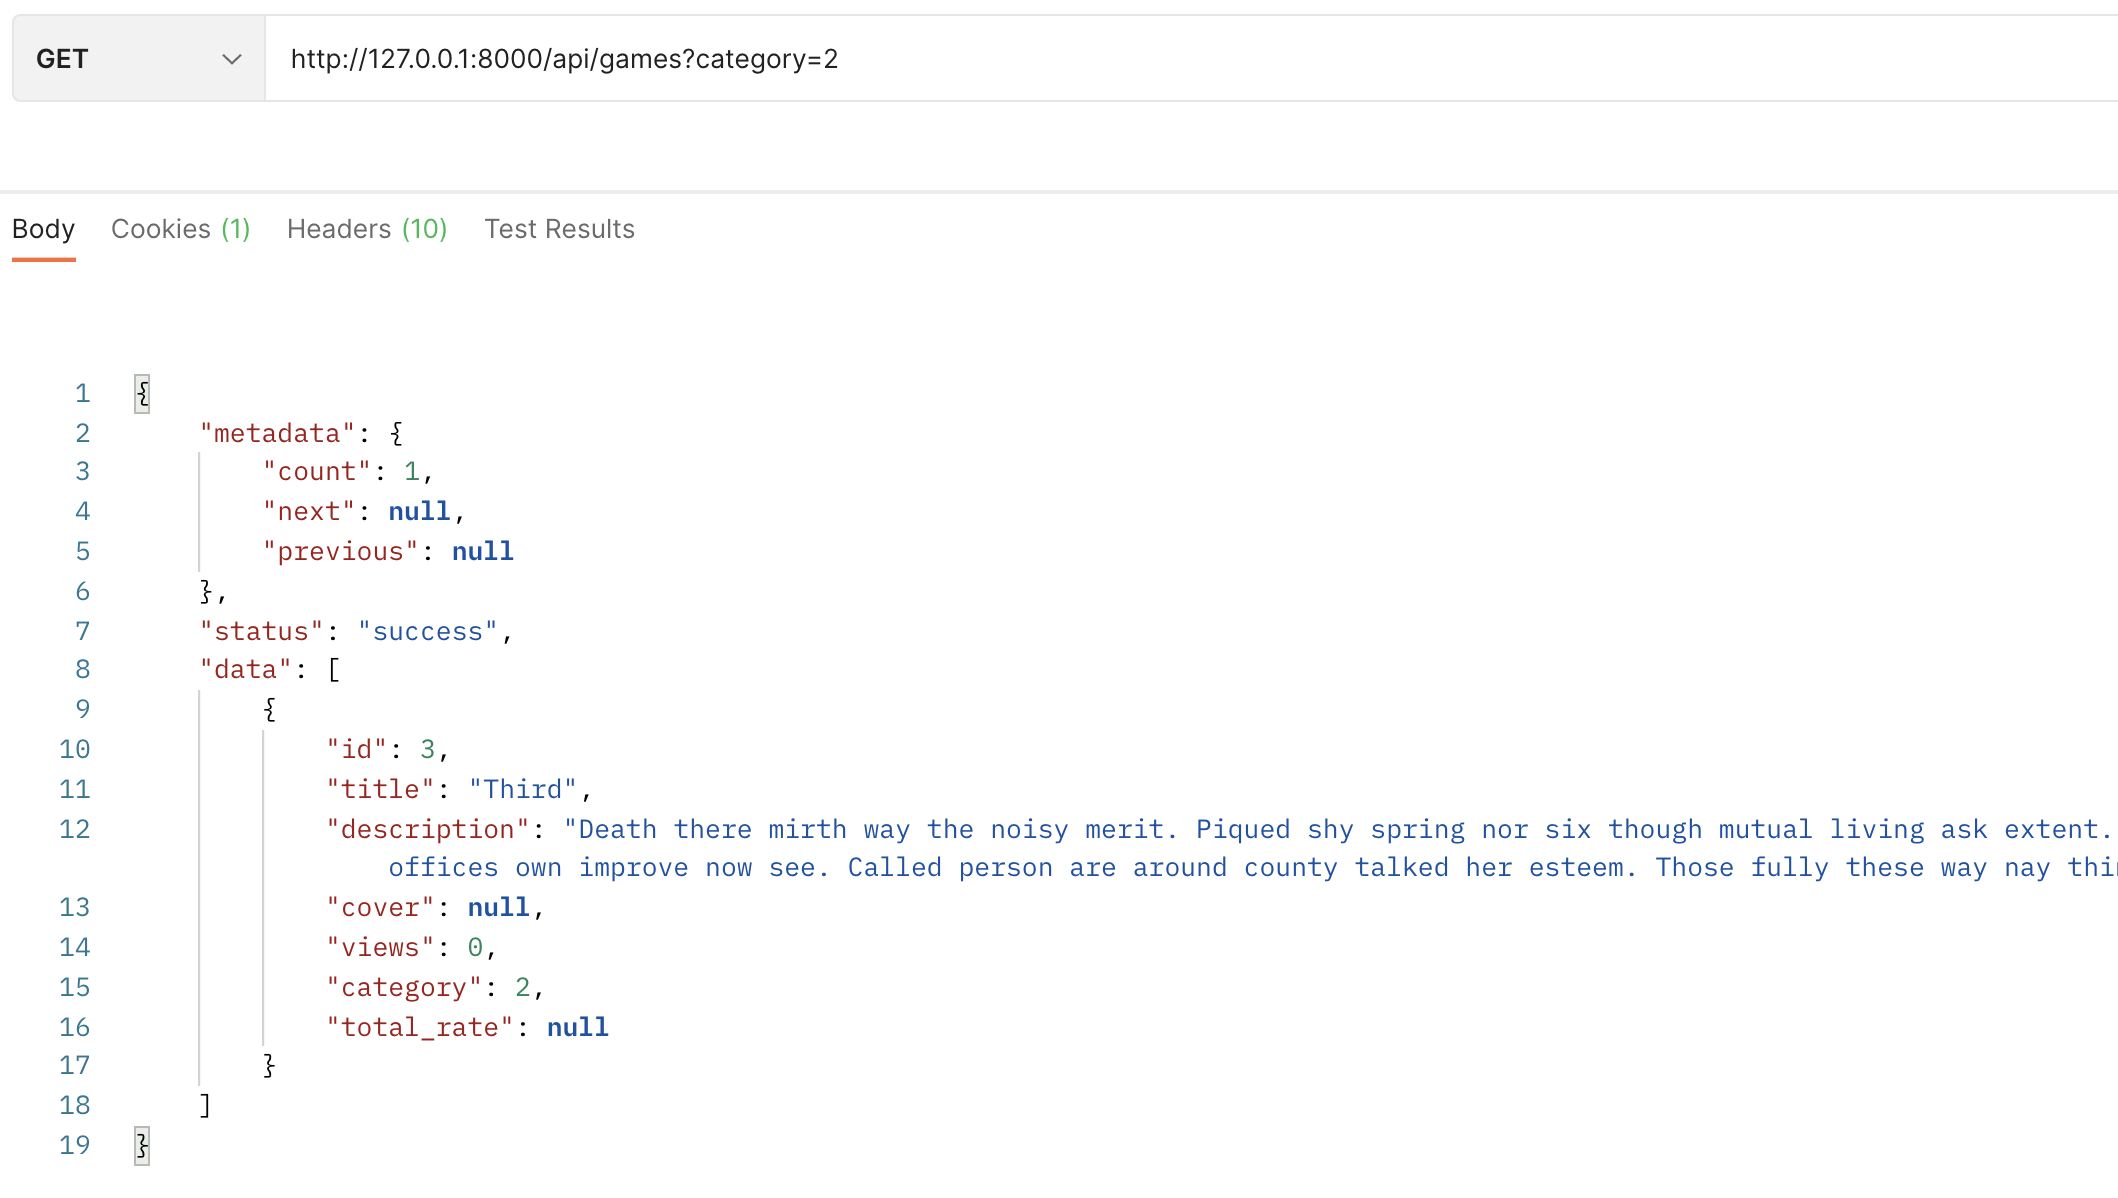 GET http://127.0.0.1:8000/api/games?category=2
Body Cookies (1) Headers (10) Test Results
1 {
2 "metadata": {
3 "count": 1,
4 "next": null,
5 "previous": null
6 },
7 "status": "success",
8 "data": [
9 {
10 "id": 3,
11 "title": "Third",
12 "description": "Death there mirth way the noisy merit. Piqued shy spring nor six though mutual living ask extent.
offices own improve now see. Called person are around county talked her esteem. Those fully these way nay
13 "cover": null,
14 "views": 0,
15 "category": 2,
16 "total_rate": null
17 }
18 ]
19 }